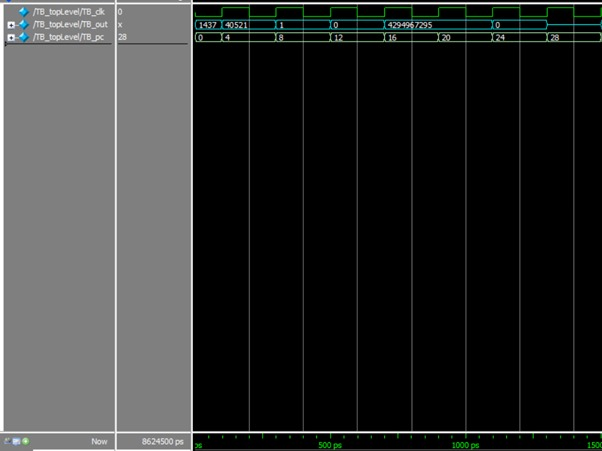 /TB_topLevel/TB_clk 0
/TB_topLevel/TB_out x 1437 40521 1 0 4294967295 0
/TB_topLevel/TB_pc 28 0 4 8 12 16 20 24 28
Now 8624500 ps ps 500 ps 1000 ps 1500